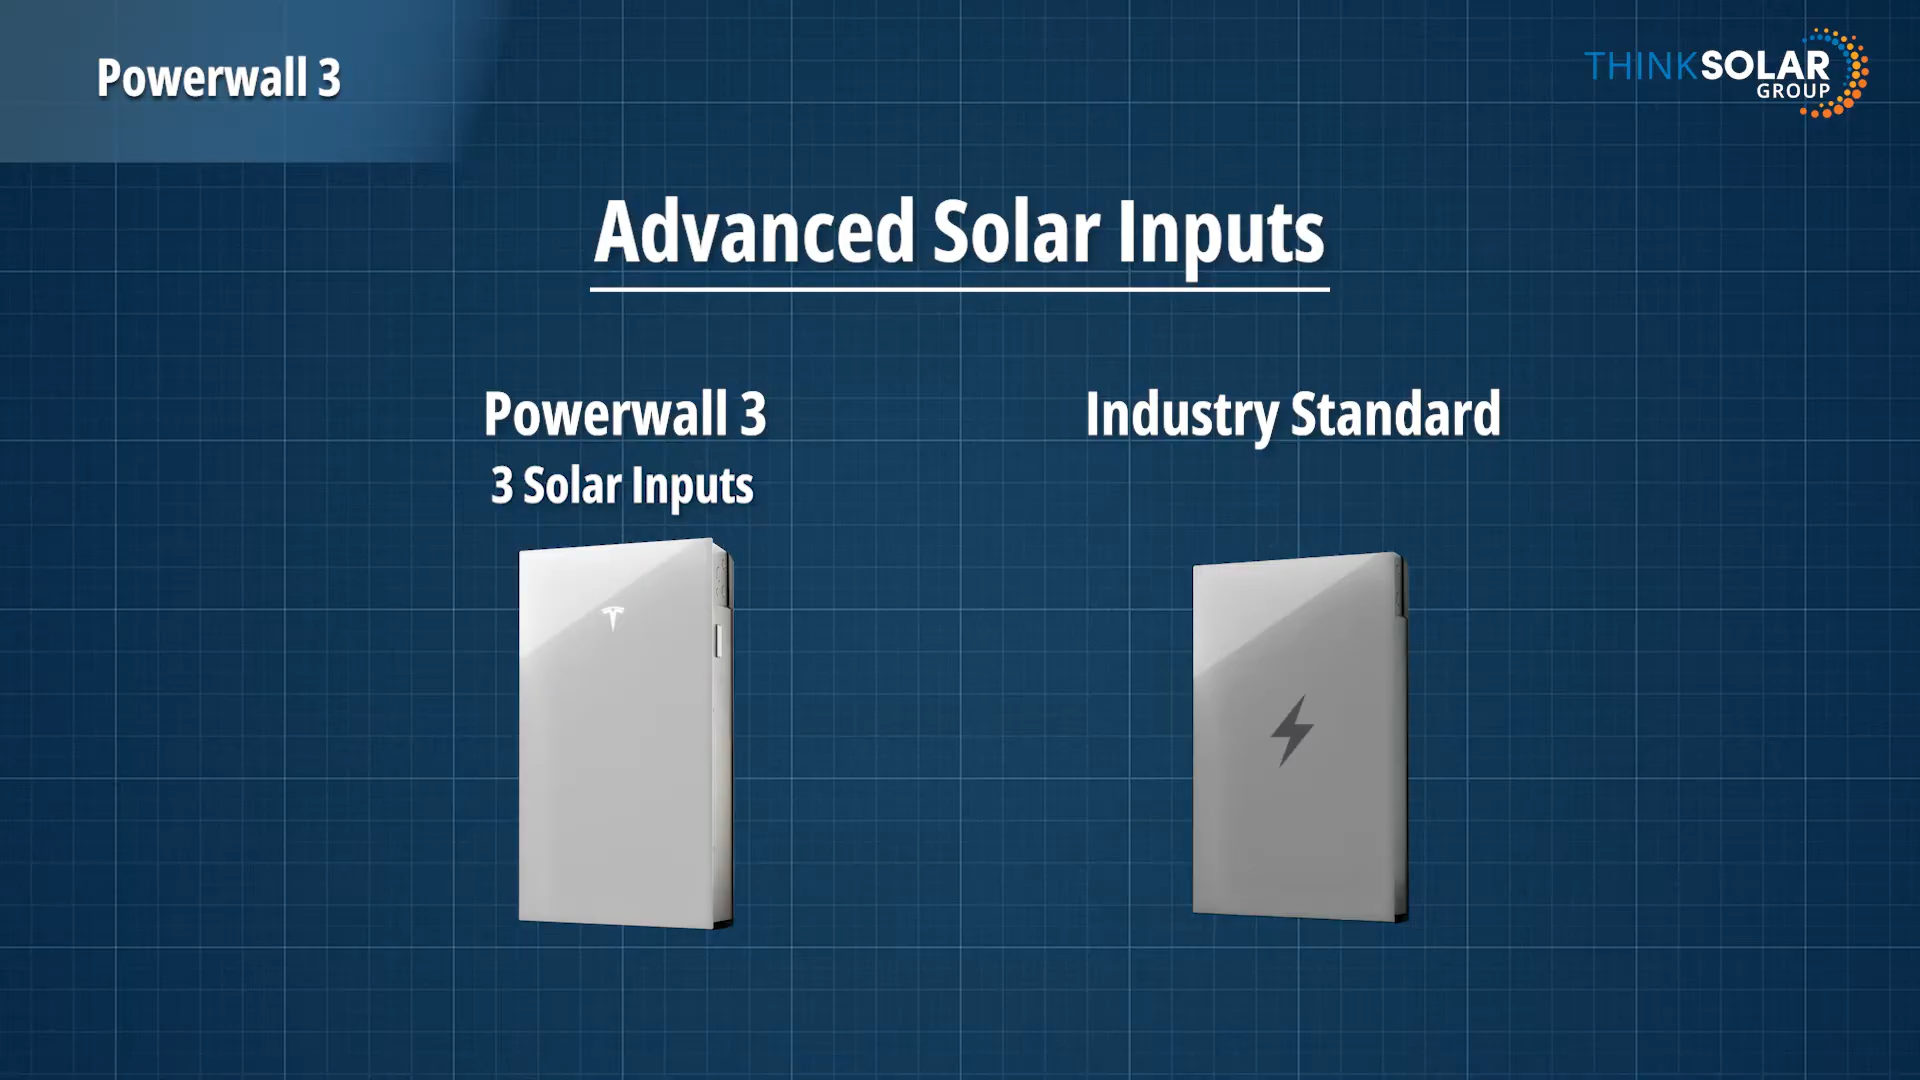 Powerwall 3
THINKSOLAR
GROUP
Advanced Solar Inputs
Powerwall 3
Industry Standard
3 Solar Inputs